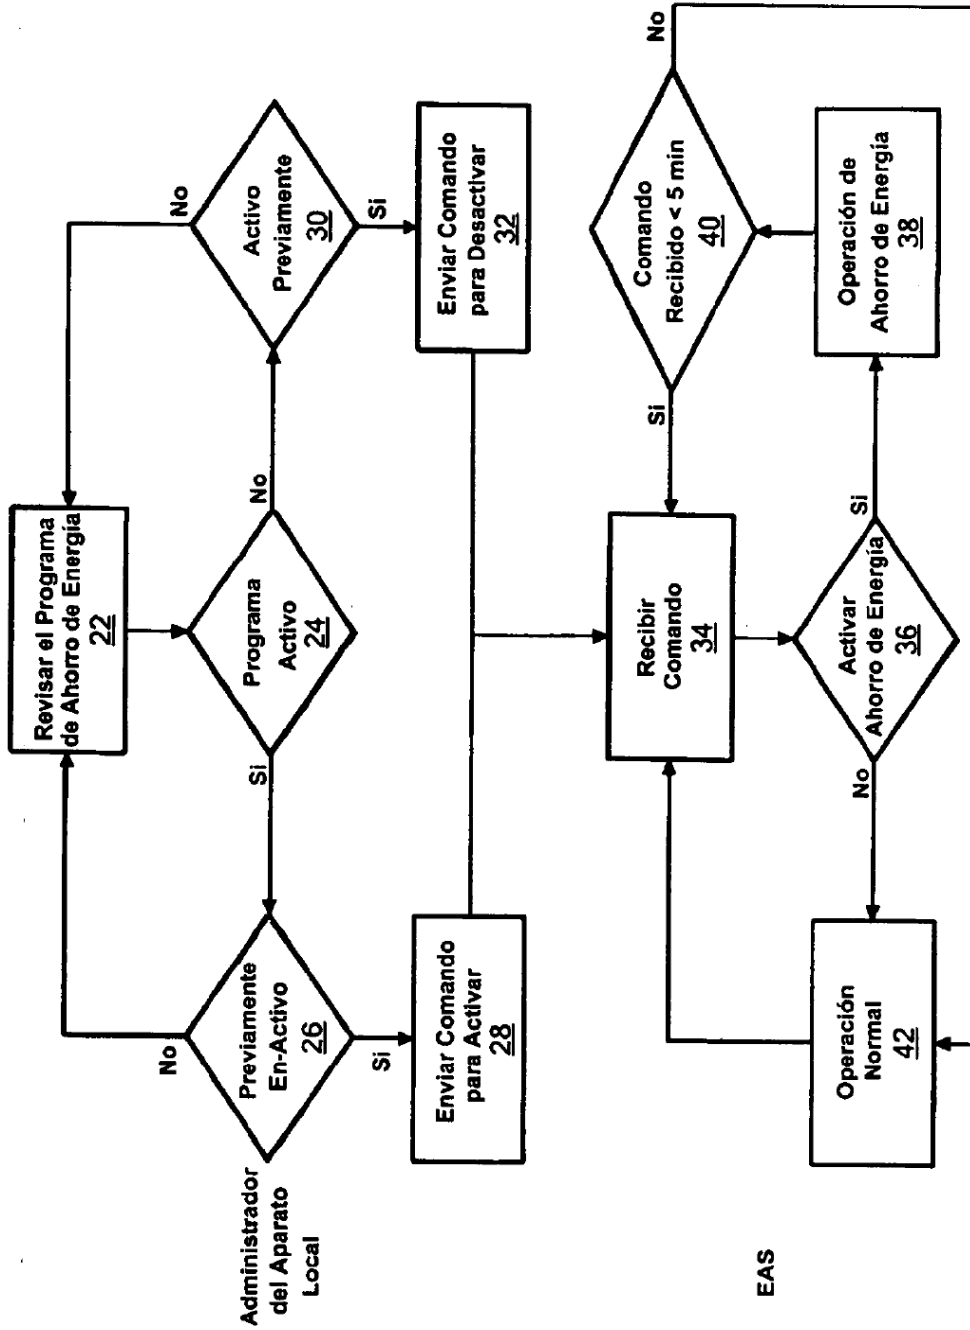 Revisar el Programa
de Ahorro de Energía
22
Programa
Activo
24
Si
No
Previamente
En-Activo
26
No
Si
Activo
Previamente
30
No
Si
Enviar Comando
para Activar
28
Enviar Comando
para Desactivar
32
Administrador
del Aparato
Local
Recibir
Comando
34
Activar
Ahorro de Energía
36
No
Si
Operación de
Ahorro de Energía
38
Comando
Recibido < 5 min
40
Si
No
Operación
Normal
42
EAS